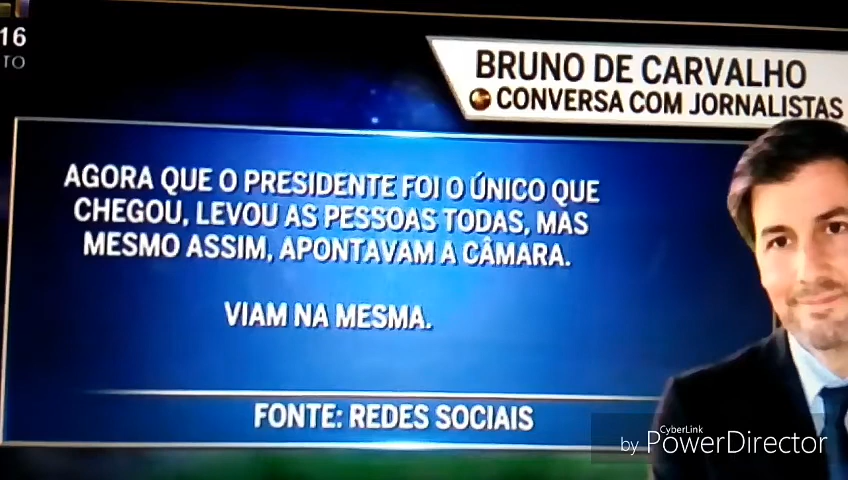 16
TO
BRUNO DE CARVALHO
CONVERSA COM JORNALISTAS
AGORA QUE O PRESIDENTE FOI O ÚNICO QUE
CHEGOU, LEVOU AS PESSOAS TODAS, MAS
MESMO ASSIM, APONTAVAM A CÂMARA.
VIAM NA MESMA.
FONTE: REDES SOCIAIS
CyberLink
by PowerDirector